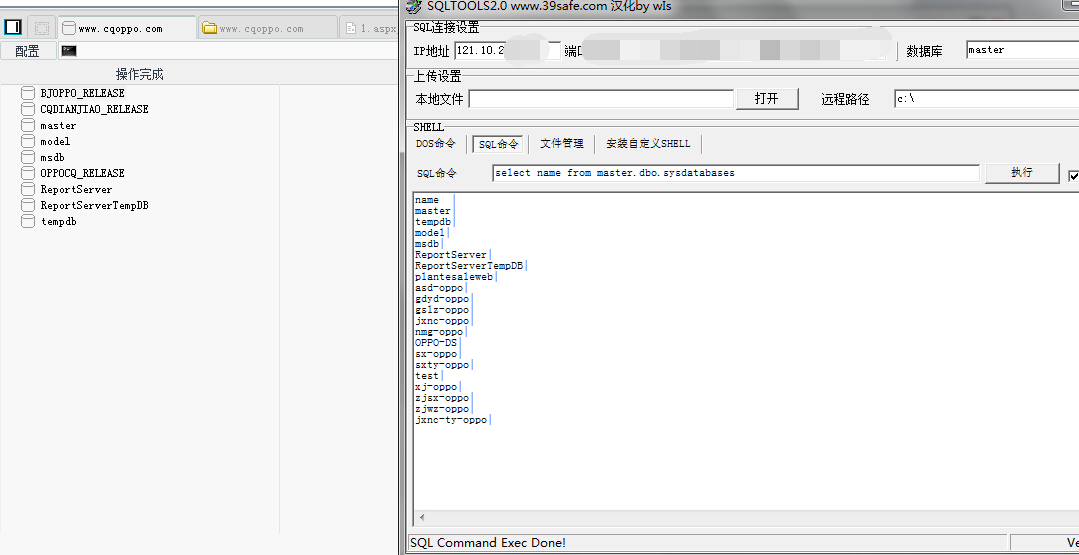 www.cqoppo.com
www.cqoppo.com
1.aspx
配置
操作完成
BJOPPO_RELEASE
CQDIANJIAO_RELEASE
master
model
msdb
OPPOCQ_RELEASE
ReportServer
ReportServerTempDB
tempdb
SQLTOOLS2.0 www.39safe.com 汉化by wls
SQL连接设置
IP地址 121.10.2 端口 数据库 master
上传设置
本地文件 打开 远程路径 c:\
SHELL
DOS命令 SQL命令 文件管理 安装自定义SHELL
SQL命令 select name from master.dbo.sysdatabases 执行
name |
master|
tempdb|
model|
msdb|
ReportServer|
ReportServerTempDB|
plantesaleweb|
asd-oppo|
gdyd-oppo|
gslz-oppo|
jxnc-oppo|
nmg-oppo|
OPPO-DS|
sx-oppo|
sxty-oppo|
test|
xj-oppo|
zjsx-oppo|
zjwz-oppo|
jxnc-ty-oppo|
SQL Command Exec Done!
Ve